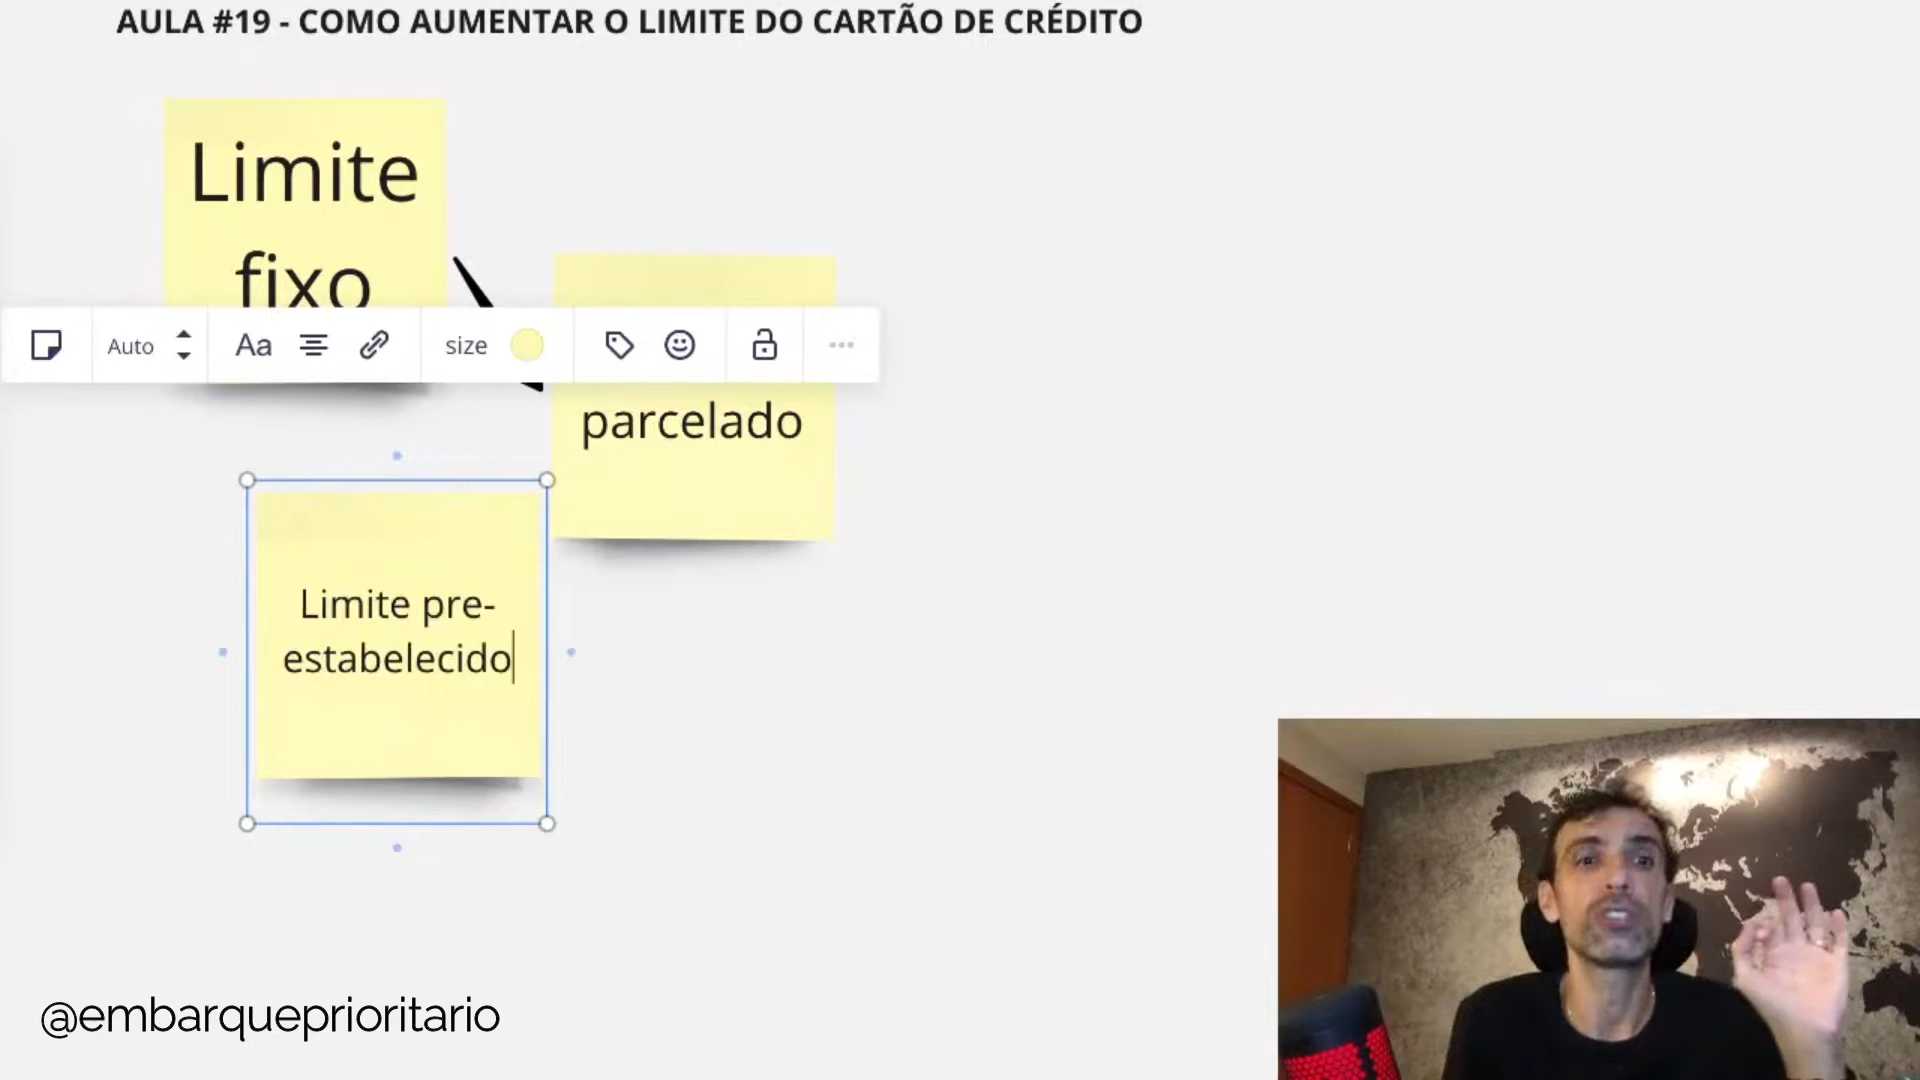 AULA #19 - COMO AUMENTAR O LIMITE DO CARTÃO DE CRÉDITO
Limite
fixo
Auto
Aa
size
parcelado
Limite pre-
estabelecido
@embarqueprioritario